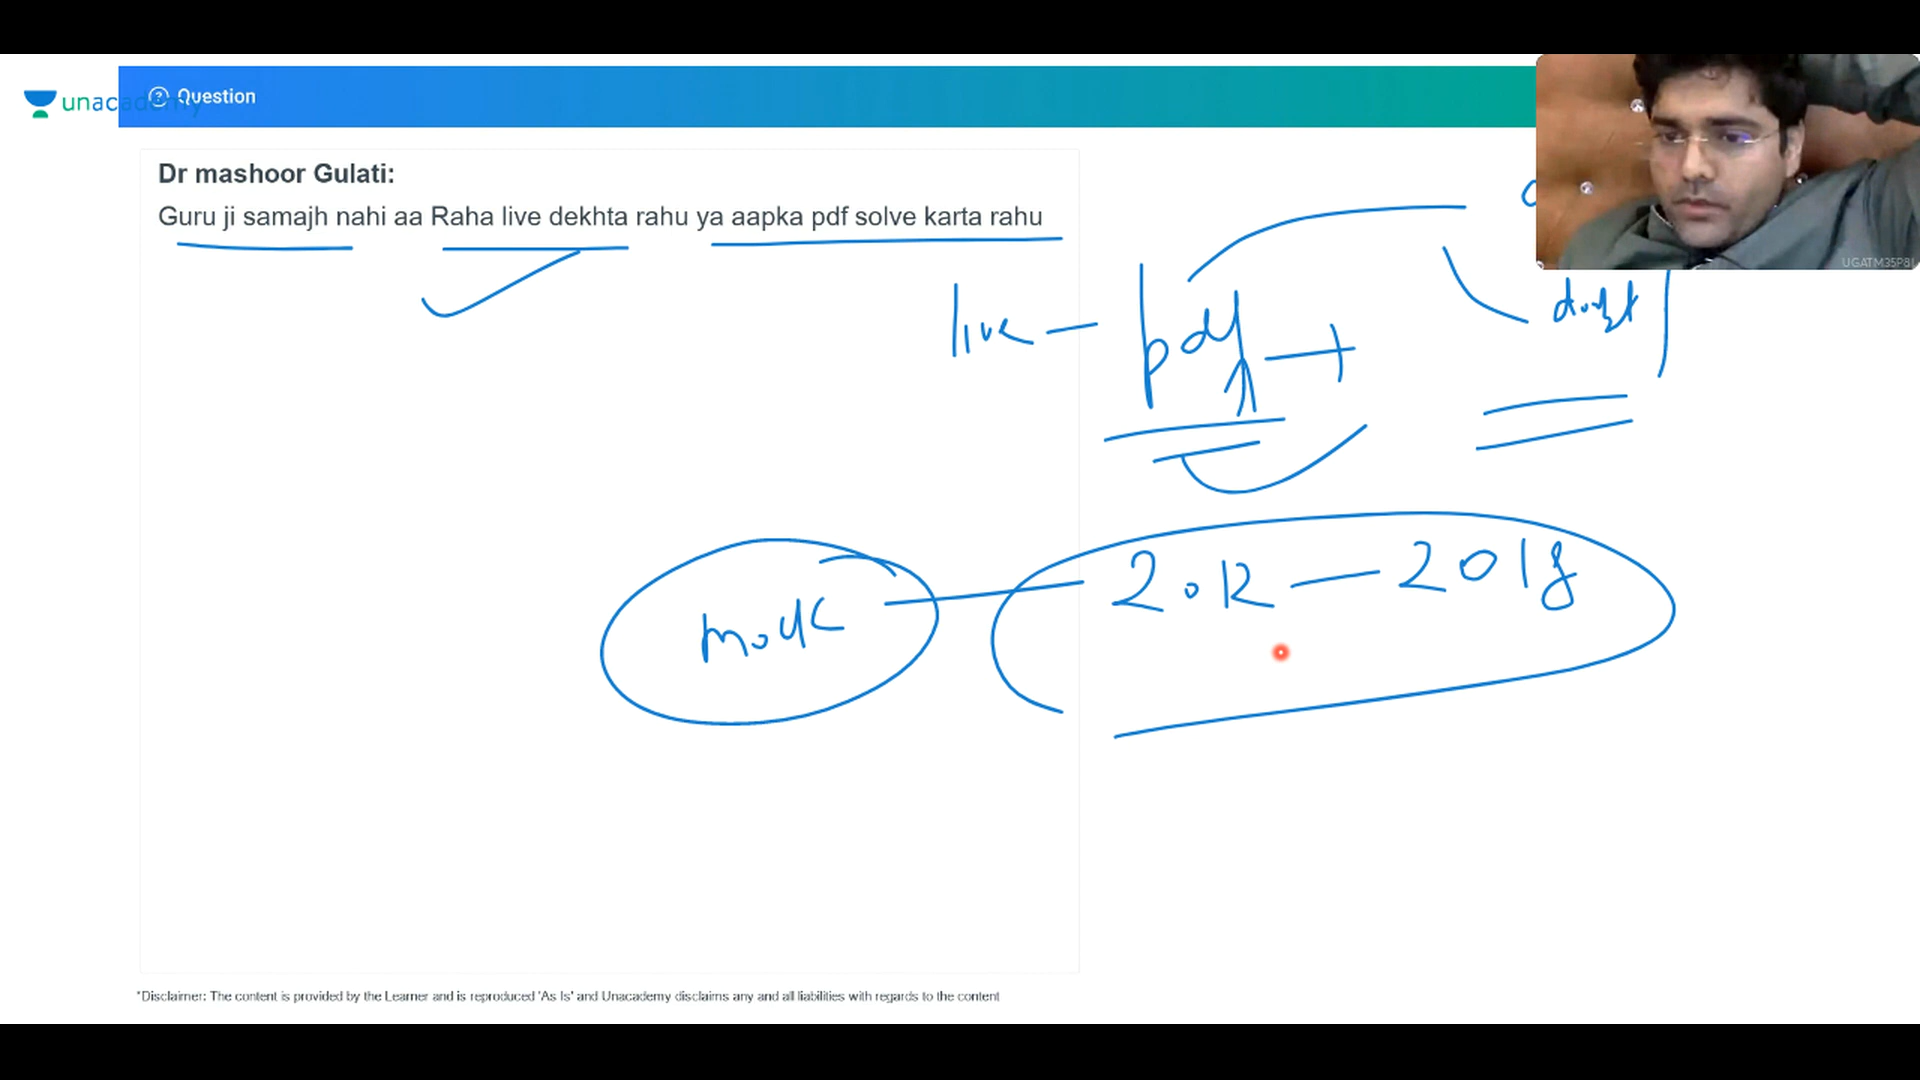 unacademy
Question
Dr mashoor Gulati:
Guru ji samajh nahi aa Raha live dekhta rahu ya aapka pdf solve karta rahu
live — pdf — +
doubt
mock — 2012 — 2018
*Disclaimer: The content is provided by the Learner and is reproduced 'As Is' and Unacademy disclaims any and all liabilities with regards to the content
UGATM35P8I